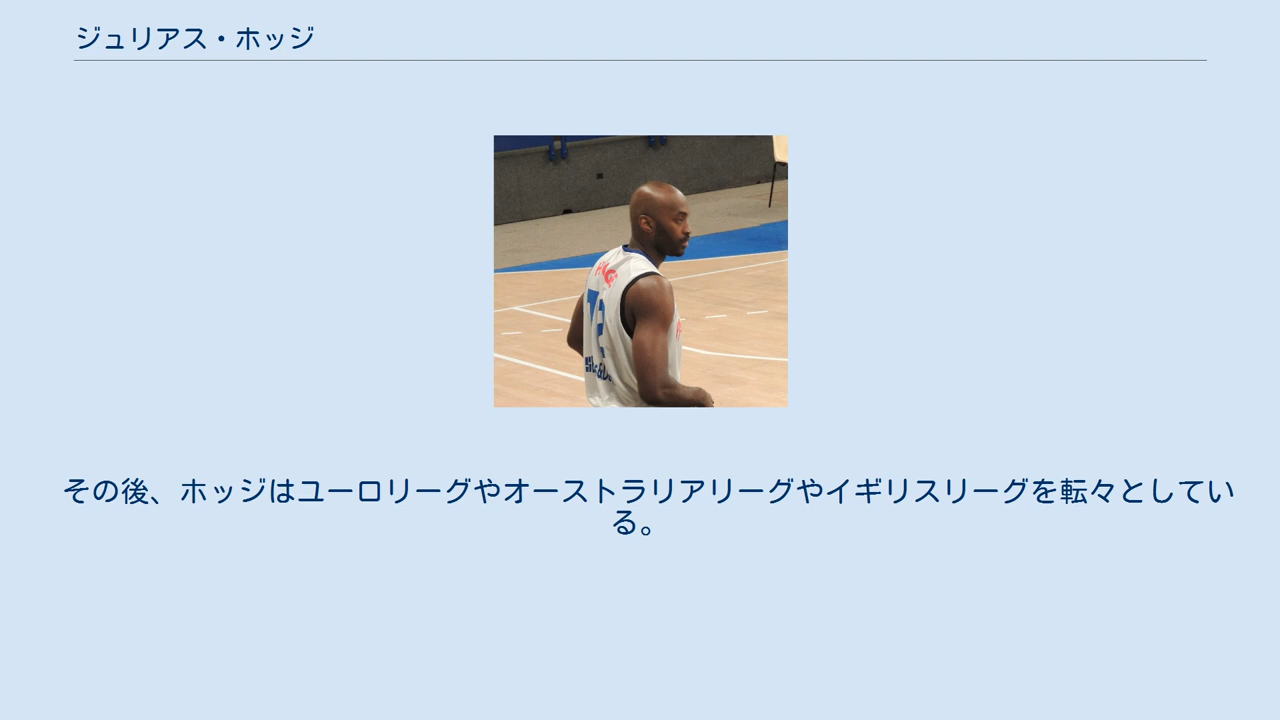 ジュリアス・ホッジ
その後、ホッジはユーロリーグやオーストラリアリーグやイギリスリーグを転々としてい
る。